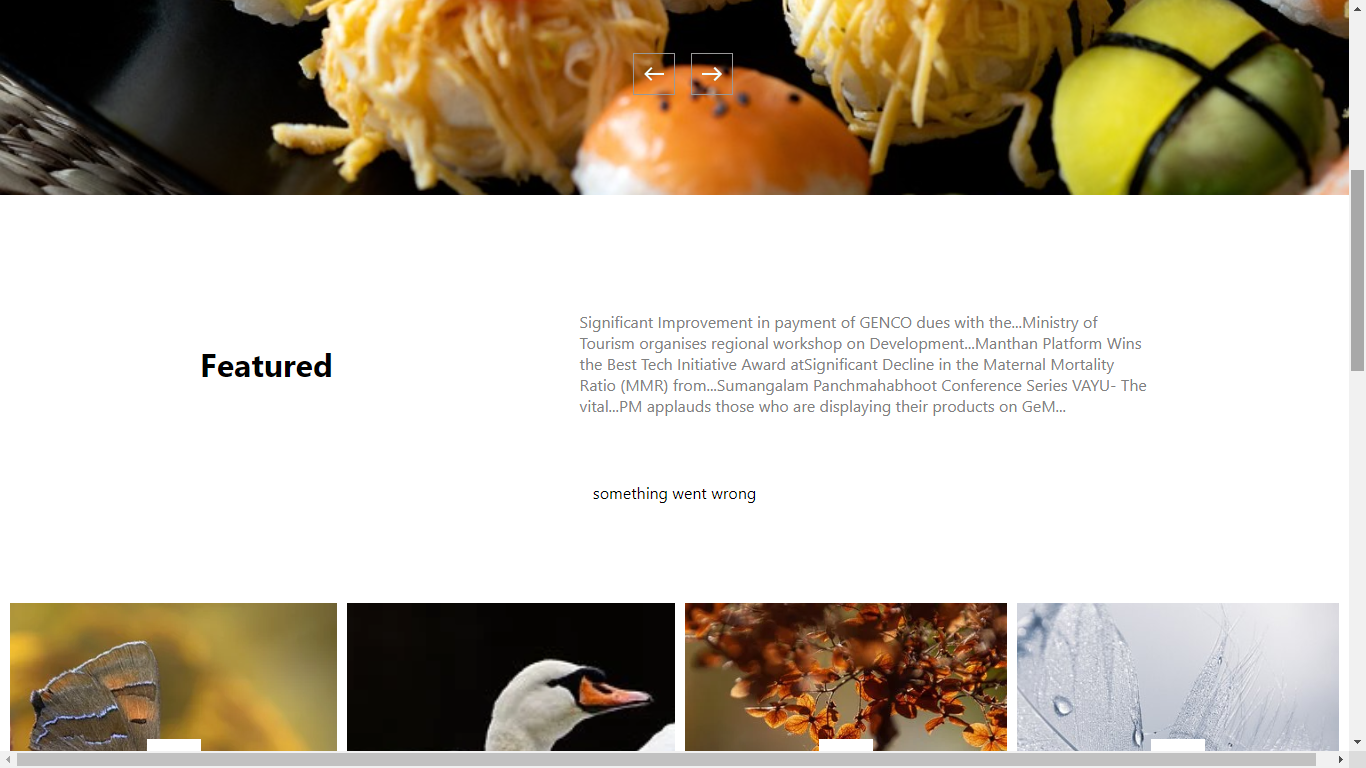 Featured
Significant Improvement in payment of GENCO dues with the...Ministry of
Tourism organises regional workshop on Development...Manthan Platform Wins
the Best Tech Initiative Award atSignificant Decline in the Maternal Mortality
Ratio (MMR) from...Sumangalam Panchmahabhoot Conference Series VAYU- The
vital...PM applauds those who are displaying their products on GeM...
something went wrong